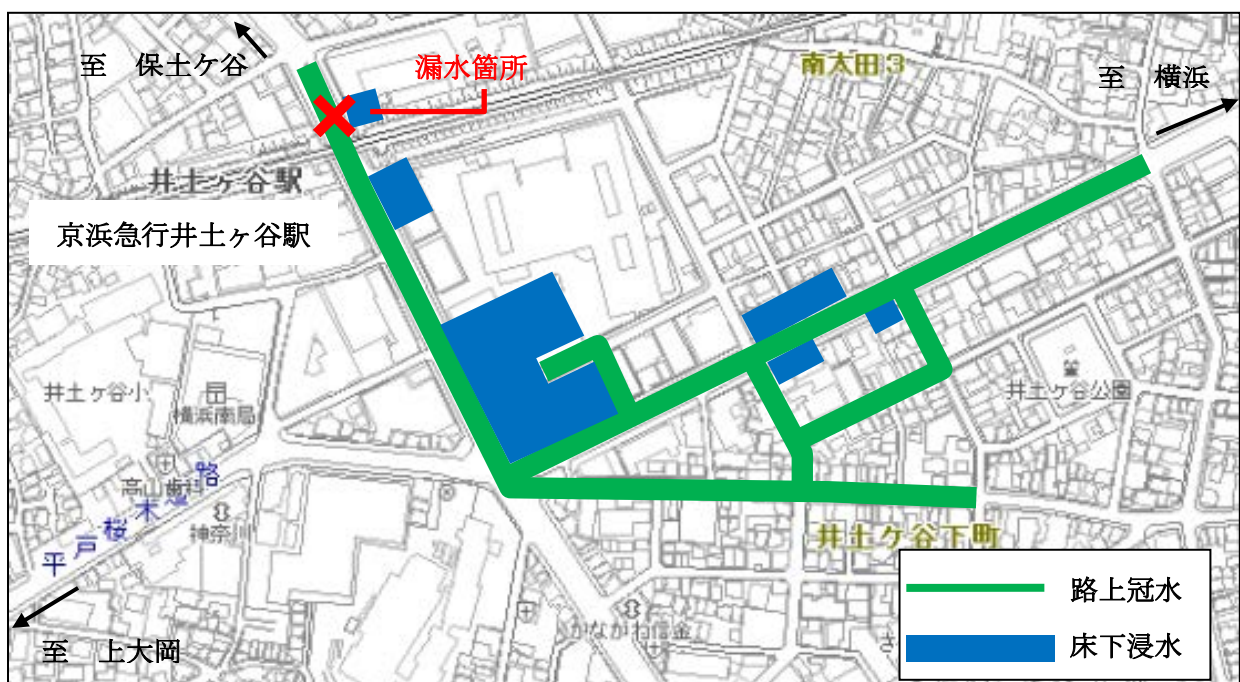 至 保土ケ谷
漏水箇所
南太田3
至 横浜
井土ヶ谷駅
京浜急行井土ヶ谷駅
井土ヶ谷小
横浜南局
井土ヶ谷公園
高山歯科
神奈川
平戸桜木道路
井土ケ谷下町
かながわ信金
至 上大岡
路上冠水
床下浸水